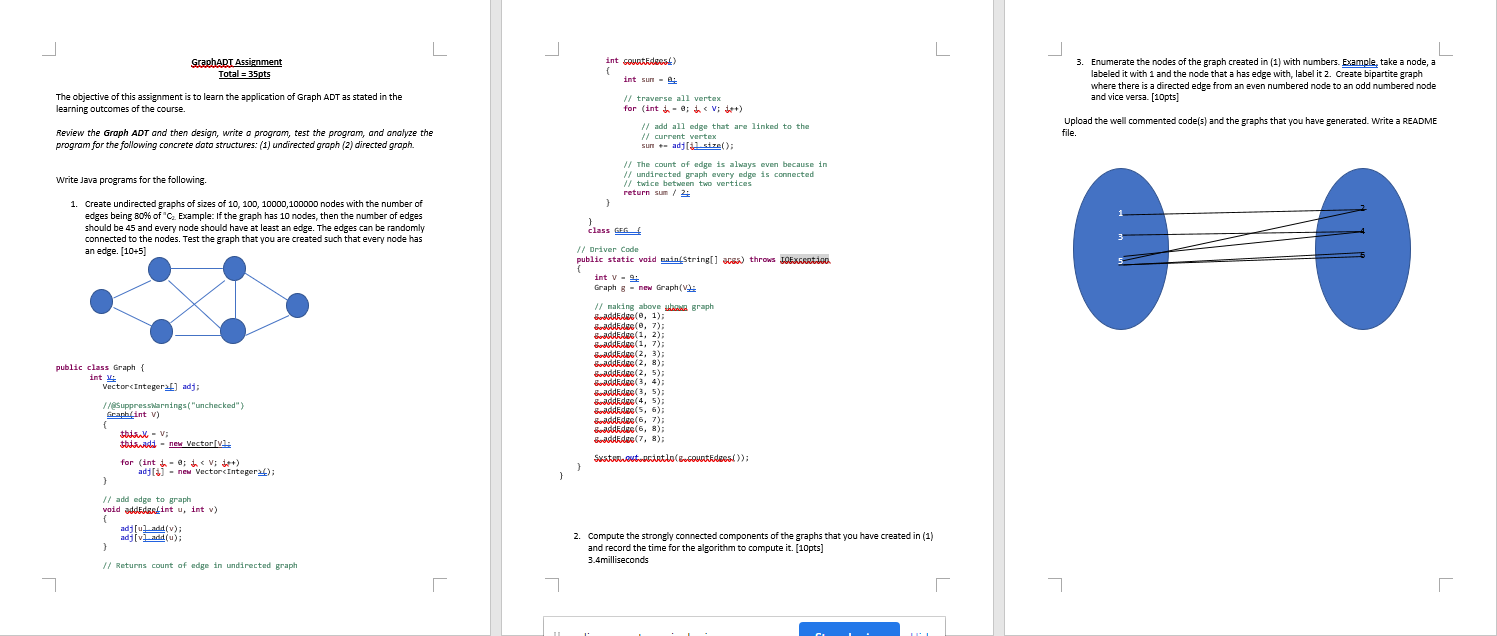 GraphADT Assignment
Total = 35pts
The objective of this assignment is to learn the application of Graph ADT as stated in the
learning outcomes of the course.
Review the Graph ADT and then design, write a program, test the program, and analyze the
program for the following concrete data structures: (1) undirected graph (2) directed graph.
Write Java programs for the following.
1. Create undirected graphs of sizes of 10, 100, 10000,100000 nodes with the number of
edges being 80% of ⁿC₂. Example: If the graph has 10 nodes, then the number of edges
should be 45 and every node should have at least an edge. The edges can be randomly
connected to the nodes. Test the graph that you are created such that every node has
an edge. [10+5]
public class Graph {
int V;
Vector<Integer>[] adj;
//@SuppressWarnings("unchecked")
Graph(int V)
{
this.V = V;
this.adj = new Vector[V];
for (int i = 0; i < V; i++)
adj[i] = new Vector<Integer>();
}
// add edge to graph
void addEdge(int u, int v)
{
adj[u].add(v);
adj[v].add(u);
}
// Returns count of edge in undirected graph
int countEdges()
{
int sum = 0;
// traverse all vertex
for (int i = 0; i < V; i++)
// add all edge that are linked to the
// current vertex
sum += adj[i].size();
// The count of edge is always even because in
// undirected graph every edge is connected
// twice between two vertices
return sum / 2;
}
}
class GFG {
// Driver Code
public static void main(String[] args) throws IOException
{
int V = 9;
Graph g = new Graph(V);
// making above uhown graph
g.addEdge(0, 1);
g.addEdge(0, 7);
g.addEdge(1, 2);
g.addEdge(1, 7);
g.addEdge(2, 3);
g.addEdge(2, 8);
g.addEdge(2, 5);
g.addEdge(3, 4);
g.addEdge(3, 5);
g.addEdge(4, 5);
g.addEdge(5, 6);
g.addEdge(6, 7);
g.addEdge(6, 8);
g.addEdge(7, 8);
System.out.println(g.countEdges());
}
}
2. Compute the strongly connected components of the graphs that you have created in (1)
and record the time for the algorithm to compute it. [10pts]
3.4milliseconds
3. Enumerate the nodes of the graph created in (1) with numbers. Example, take a node, a
labeled it with 1 and the node that a has edge with, label it 2. Create bipartite graph
where there is a directed edge from an even numbered node to an odd numbered node
and vice versa. [10pts]
Upload the well commented code(s) and the graphs that you have generated. Write a README
file.
1 2
3 4
5 6